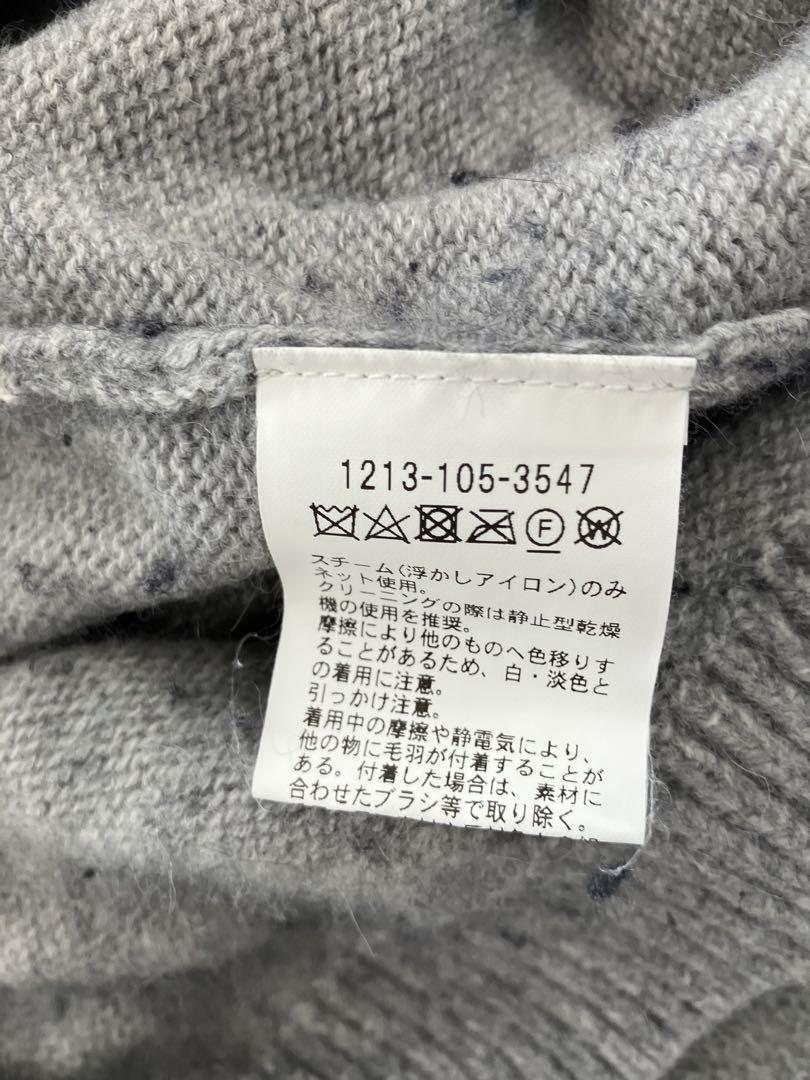 1213-105-3547
F W
スチーム(浮かしアイロン)のみ
ネット使用。
クリーニングの際は静止型乾燥
機の使用を推奨。
摩擦により他のものへ色移りす
ることがあるため、白・淡色と
の着用に注意。
引っかけ注意。
着用中の摩擦や静電気により、
他の物に毛羽が付着することが
ある。付着した場合は、素材に
合わせたブラシ等で取り除く。